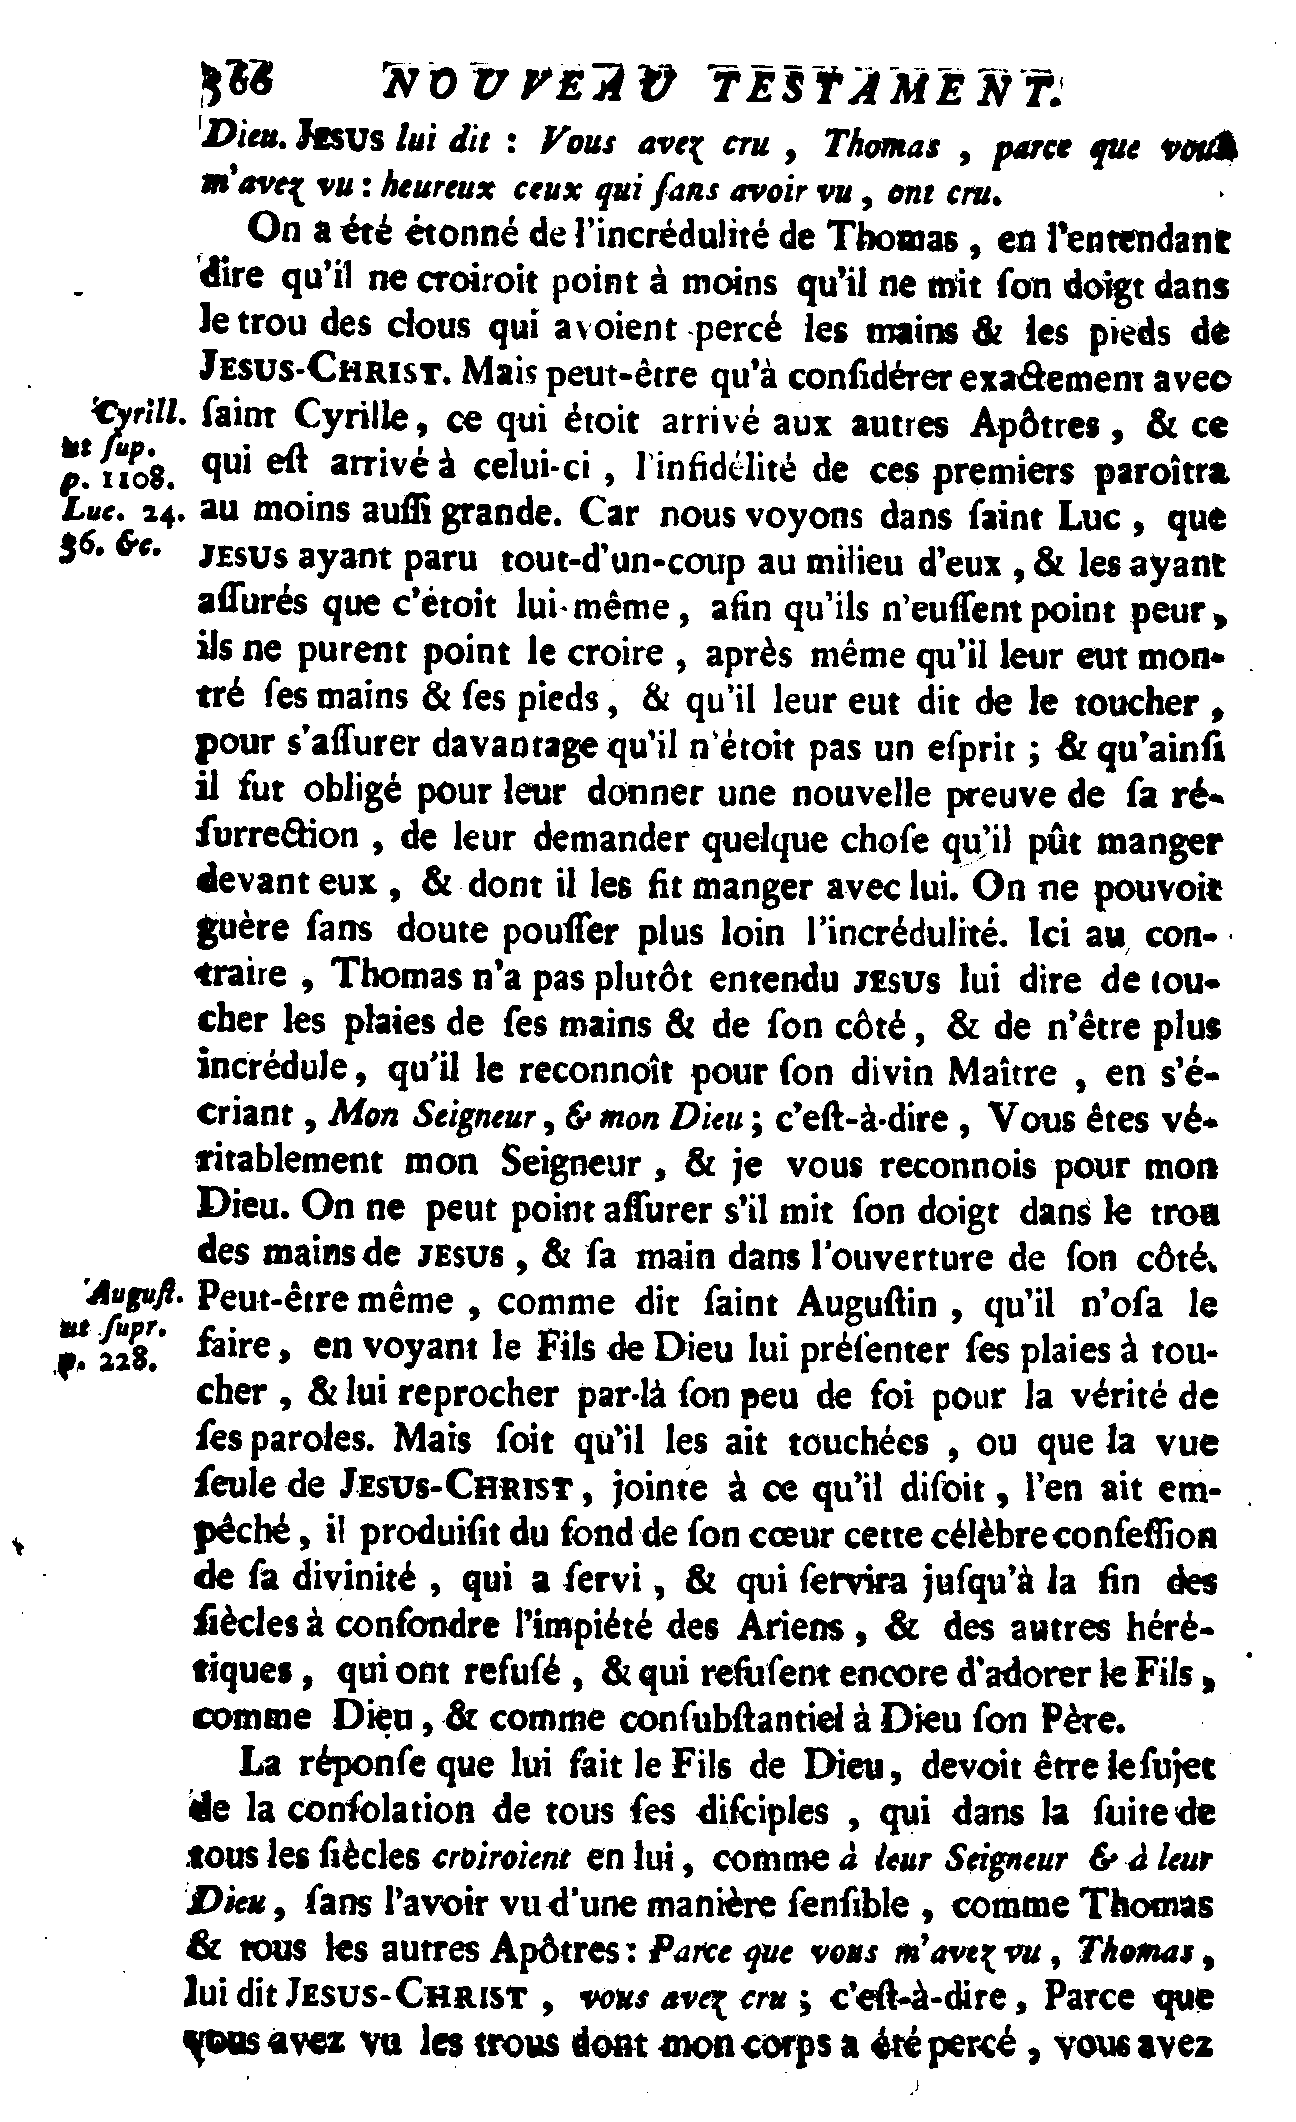 366 NOUVEAU TESTAMENT.
Dieu. JESUS lui dit : Vous avez cru , Thomas , parce que vous
m'avez vu : heureux ceux qui ſans avoir vu , ont cru.
On a été étonné de l'incrédulité de Thomas , en l'entendant
dire qu'il ne croiroit point à moins qu'il ne mît ſon doigt dans
le trou des clous qui avoient percé les mains & les pieds de
JESUS-CHRIST. Mais peut-être qu'à conſidérer exactement avec
Cyrill. ſaint Cyrille, ce qui étoit arrivé aux autres Apôtres , & ce
ut ſup.
p. 1108. qui eſt arrivé à celui-ci , l'infidélité de ces premiers paroîtra
Luc. 24. au moins auſſi grande. Car nous voyons dans ſaint Luc , que
36. &c. JESUS ayant paru tout-d'un-coup au milieu d'eux , & les ayant
aſſurés que c'étoit lui-même , afin qu'ils n'euſſent point peur ,
ils ne purent point le croire , après même qu'il leur eut mon-
tré ſes mains & ſes pieds , & qu'il leur eut dit de le toucher ,
pour s'aſſurer davantage qu'il n'étoit pas un eſprit ; & qu'ainſi
il fut obligé pour leur donner une nouvelle preuve de ſa ré-
ſurrection , de leur demander quelque choſe qu'il pût manger
devant eux , & dont il les fit manger avec lui. On ne pouvoit
guère ſans doute pouſſer plus loin l'incrédulité. Ici au con-
traire , Thomas n'a pas plutôt entendu JESUS lui dire de tou-
cher les plaies de ſes mains & de ſon côté , & de n'être plus
incrédule , qu'il le reconnoît pour ſon divin Maître , en s'é-
criant , Mon Seigneur , & mon Dieu ; c'eſt-à-dire , Vous êtes vé-
ritablement mon Seigneur , & je vous reconnois pour mon
Dieu. On ne peut point aſſurer s'il mit ſon doigt dans le trou
des mains de JESUS , & ſa main dans l'ouverture de ſon côté.
Auguſt. Peut-être même , comme dit ſaint Auguſtin , qu'il n'oſa le
ut ſupr.
p. 228. faire , en voyant le Fils de Dieu lui préſenter ſes plaies à tou-
cher , & lui reprocher par-là ſon peu de foi pour la vérité de
ſes paroles. Mais ſoit qu'il les ait touchées , ou que la vue
ſeule de JESUS-CHRIST , jointe à ce qu'il diſoit , l'en ait em-
pêché , il produiſit du fond de ſon cœur cette célèbre confeſſion
de ſa divinité , qui a ſervi , & qui ſervira juſqu'à la fin des
ſiècles à confondre l'impiété des Ariens , & des autres héré-
tiques , qui ont refuſé , & qui refuſent encore d'adorer le Fils ,
comme Dieu , & comme conſubſtantiel à Dieu ſon Père.
La réponſe que lui fait le Fils de Dieu , devoit être le ſujet
de la conſolation de tous ſes diſciples , qui dans la ſuite de
tous les ſiècles croiroient en lui , comme à leur Seigneur & à leur
Dieu , ſans l'avoir vu d'une manière ſenſible , comme Thomas
& tous les autres Apôtres : Parce que vous m'avez vu , Thomas ,
lui dit JESUS-CHRIST , vous avez cru ; c'eſt-à-dire , Parce que
vous avez vu les trous dont mon corps a été percé , vous avez